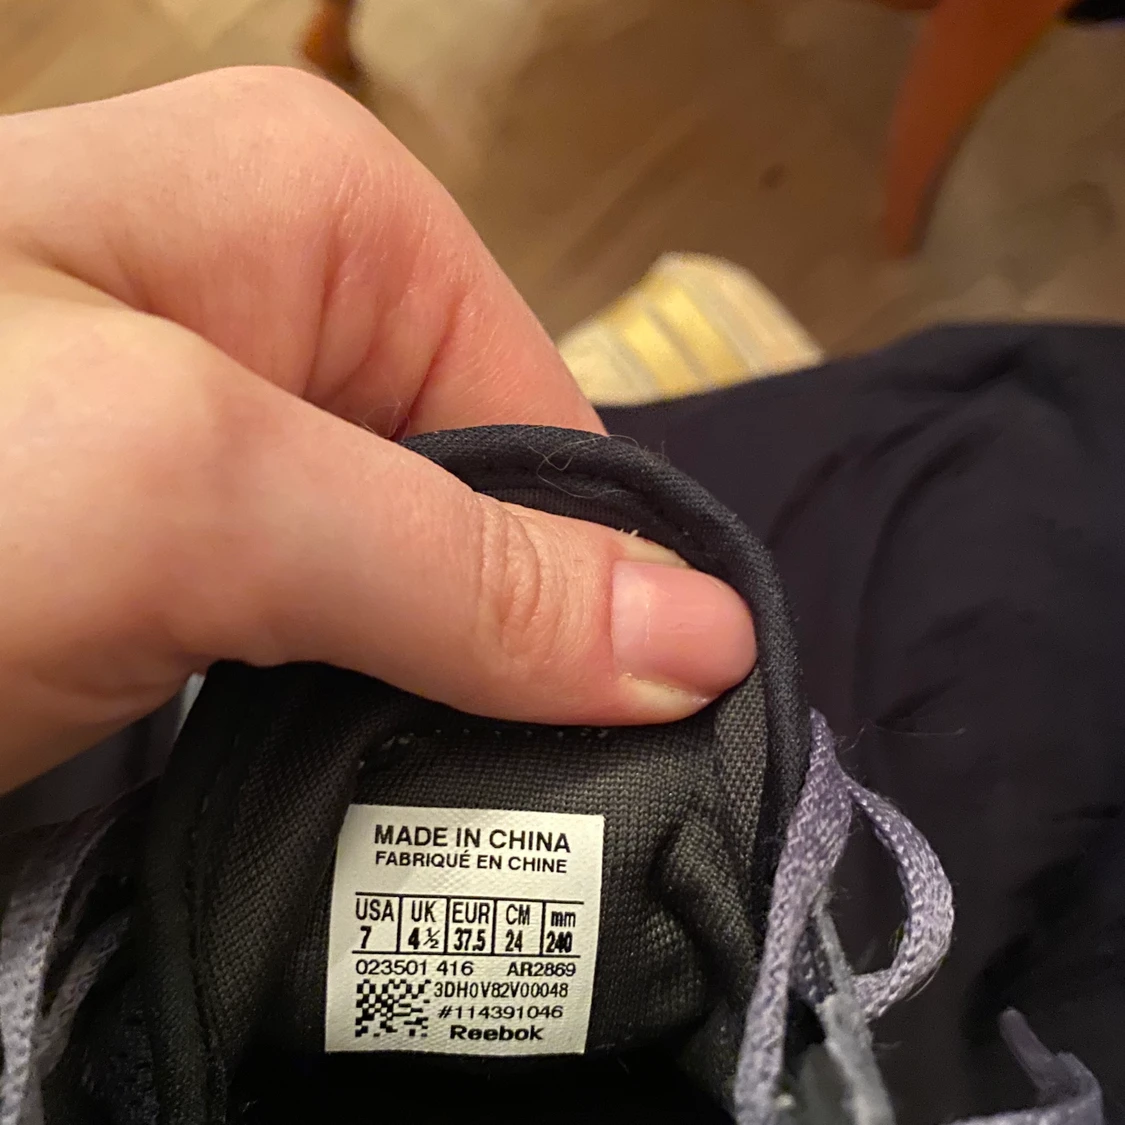 MADE IN CHINA
FABRIQUÉ EN CHINE
USA UK EUR CM mm
7 4½ 37.5 24 240
023501 416 AR2869
3DH0V82V00048
#114391046
Reebok